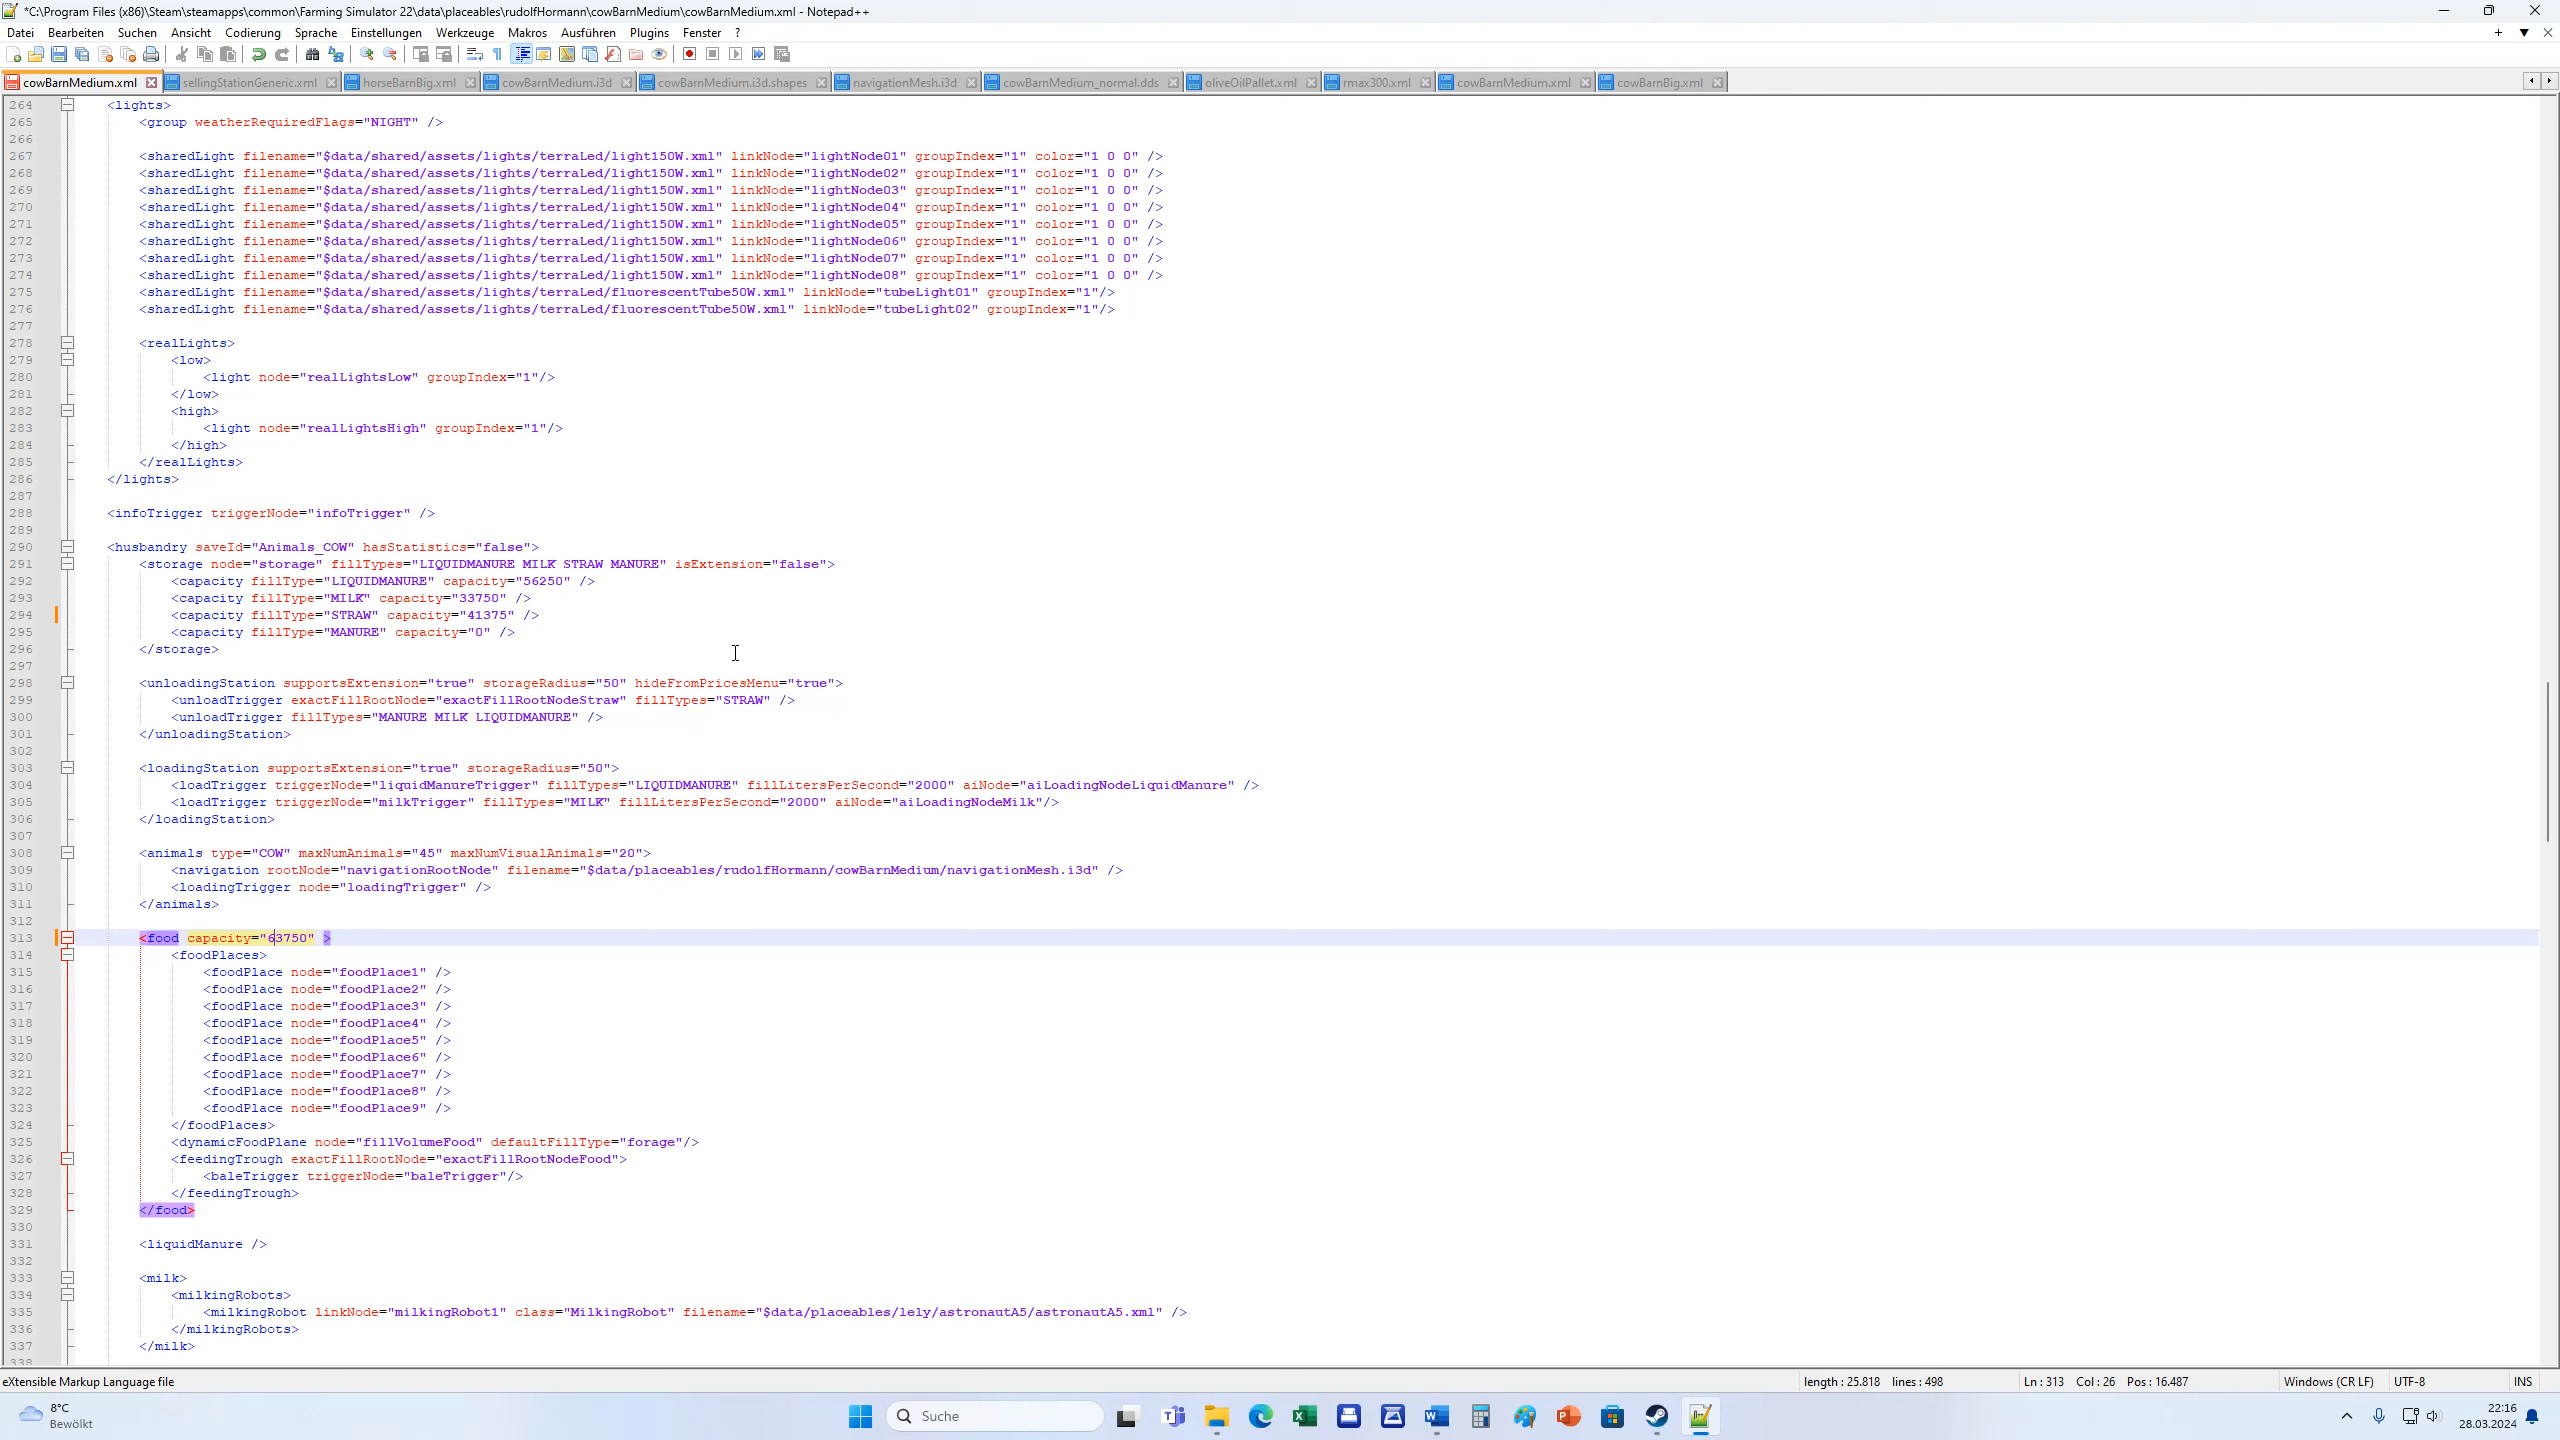 *C:\Program Files (x86)\Steam\steamapps\common\Farming Simulator 22\data\placeables\rudolfHormann\cowBarnMedium\cowBarnMedium.xml - Notepad++
Datei Bearbeiten Suchen Ansicht Codierung Sprache Einstellungen Werkzeuge Makros Ausführen Plugins Fenster ?
cowBarnMedium.xml sellingStationGeneric.xml horseBarnBig.xml cowBarnMedium.i3d cowBarnMedium.i3d.shapes navigationMesh.i3d cowBarnMedium_normal.dds oliveOilPallet.xml rmax300.xml cowBarnMedium.xml cowBarnBig.xml
264 <lights>
265 <group weatherRequiredFlags="NIGHT" />
266
267 <sharedLight filename="$data/shared/assets/lights/terraLed/light150W.xml" linkNode="lightNode01" groupIndex="1" color="1 0 0" />
268 <sharedLight filename="$data/shared/assets/lights/terraLed/light150W.xml" linkNode="lightNode02" groupIndex="1" color="1 0 0" />
269 <sharedLight filename="$data/shared/assets/lights/terraLed/light150W.xml" linkNode="lightNode03" groupIndex="1" color="1 0 0" />
270 <sharedLight filename="$data/shared/assets/lights/terraLed/light150W.xml" linkNode="lightNode04" groupIndex="1" color="1 0 0" />
271 <sharedLight filename="$data/shared/assets/lights/terraLed/light150W.xml" linkNode="lightNode05" groupIndex="1" color="1 0 0" />
272 <sharedLight filename="$data/shared/assets/lights/terraLed/light150W.xml" linkNode="lightNode06" groupIndex="1" color="1 0 0" />
273 <sharedLight filename="$data/shared/assets/lights/terraLed/light150W.xml" linkNode="lightNode07" groupIndex="1" color="1 0 0" />
274 <sharedLight filename="$data/shared/assets/lights/terraLed/light150W.xml" linkNode="lightNode08" groupIndex="1" color="1 0 0" />
275 <sharedLight filename="$data/shared/assets/lights/terraLed/fluorescentTube50W.xml" linkNode="tubeLight01" groupIndex="1"/>
276 <sharedLight filename="$data/shared/assets/lights/terraLed/fluorescentTube50W.xml" linkNode="tubeLight02" groupIndex="1"/>
277
278 <realLights>
279 <low>
280 <light node="realLightsLow" groupIndex="1"/>
281 </low>
282 <high>
283 <light node="realLightsHigh" groupIndex="1"/>
284 </high>
285 </realLights>
286 </lights>
287
288 <infoTrigger triggerNode="infoTrigger" />
289
290 <husbandry saveId="Animals_COW" hasStatistics="false">
291 <storage node="storage" fillTypes="LIQUIDMANURE MILK STRAW MANURE" isExtension="false">
292 <capacity fillType="LIQUIDMANURE" capacity="56250" />
293 <capacity fillType="MILK" capacity="33750" />
294 <capacity fillType="STRAW" capacity="41375" />
295 <capacity fillType="MANURE" capacity="0" />
296 </storage>
297
298 <unloadingStation supportsExtension="true" storageRadius="50" hideFromPricesMenu="true">
299 <unloadTrigger exactFillRootNode="exactFillRootNodeStraw" fillTypes="STRAW" />
300 <unloadTrigger fillTypes="MANURE MILK LIQUIDMANURE" />
301 </unloadingStation>
302
303 <loadingStation supportsExtension="true" storageRadius="50">
304 <loadTrigger triggerNode="liquidManureTrigger" fillTypes="LIQUIDMANURE" fillLitersPerSecond="2000" aiNode="aiLoadingNodeLiquidManure" />
305 <loadTrigger triggerNode="milkTrigger" fillTypes="MILK" fillLitersPerSecond="2000" aiNode="aiLoadingNodeMilk"/>
306 </loadingStation>
307
308 <animals type="COW" maxNumAnimals="45" maxNumVisualAnimals="20">
309 <navigation rootNode="navigationRootNode" filename="$data/placeables/rudolfHormann/cowBarnMedium/navigationMesh.i3d" />
310 <loadingTrigger node="loadingTrigger" />
311 </animals>
312
313 <food capacity="63750" >
314 <foodPlaces>
315 <foodPlace node="foodPlace1" />
316 <foodPlace node="foodPlace2" />
317 <foodPlace node="foodPlace3" />
318 <foodPlace node="foodPlace4" />
319 <foodPlace node="foodPlace5" />
320 <foodPlace node="foodPlace6" />
321 <foodPlace node="foodPlace7" />
322 <foodPlace node="foodPlace8" />
323 <foodPlace node="foodPlace9" />
324 </foodPlaces>
325 <dynamicFoodPlane node="fillVolumeFood" defaultFillType="forage"/>
326 <feedingTrough exactFillRootNode="exactFillRootNodeFood">
327 <baleTrigger triggerNode="baleTrigger"/>
328 </feedingTrough>
329 </food>
330
331 <liquidManure />
332
333 <milk>
334 <milkingRobots>
335 <milkingRobot linkNode="milkingRobot1" class="MilkingRobot" filename="$data/placeables/lely/astronautA5/astronautA5.xml" />
336 </milkingRobots>
337 </milk>
338
eXtensible Markup Language file length : 25.818 lines : 498 Ln : 313 Col : 26 Pos : 16.487 Windows (CR LF) UTF-8 INS
8°C
Bewölkt
Suche
22:16
28.03.2024